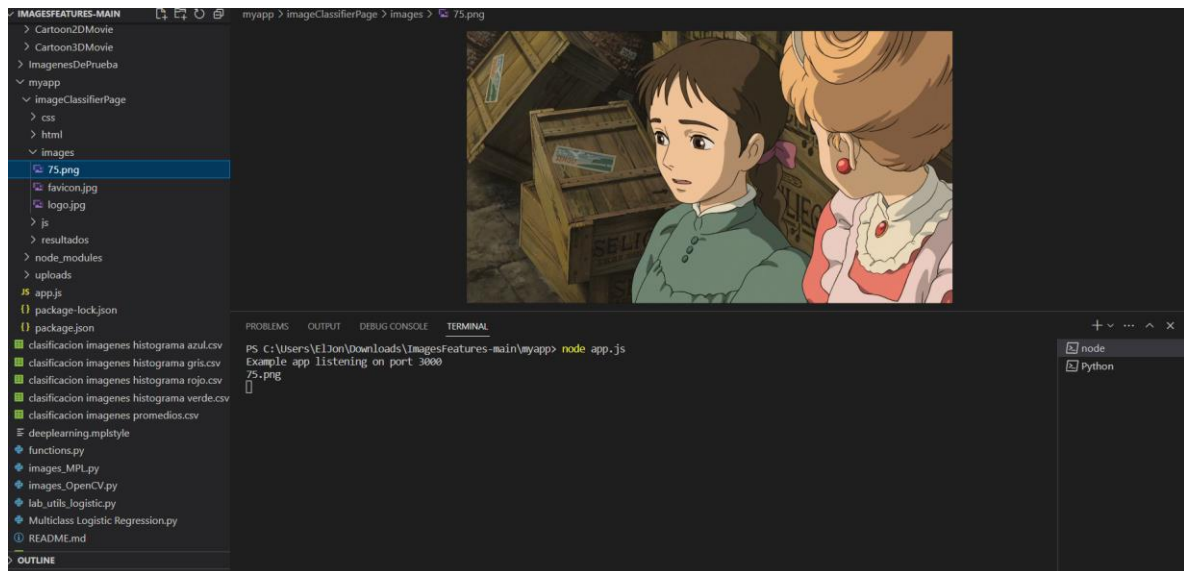 IMAGESFEATURES-MAIN
myapp > imageClassifierPage > images > 75.png
> Cartoon2DMovie
> Cartoon3DMovie
> ImagenesDePrueba
myapp
imageClassifierPage
> css
> html
images
75.png
favicon.jpg
logo.jpg
> js
> resultados
> node_modules
> uploads
JS app.js
{} package-lock.json
{} package.json
clasificacion imagenes histograma azul.csv
clasificacion imagenes histograma gris.csv
clasificacion imagenes histograma rojo.csv
clasificacion imagenes histograma verde.csv
clasificacion imagenes promedios.csv
deeplearning.mplstyle
functions.py
images_MPL.py
images_OpenCV.py
lab_utils_logistic.py
Multiclass Logistic Regression.py
README.md
> OUTLINE
SELIC
PROBLEMS OUTPUT DEBUG CONSOLE TERMINAL
PS C:\Users\ElJon\Downloads\ImagesFeatures-main\myapp> node app.js
Example app listening on port 3000
75.png
node
Python